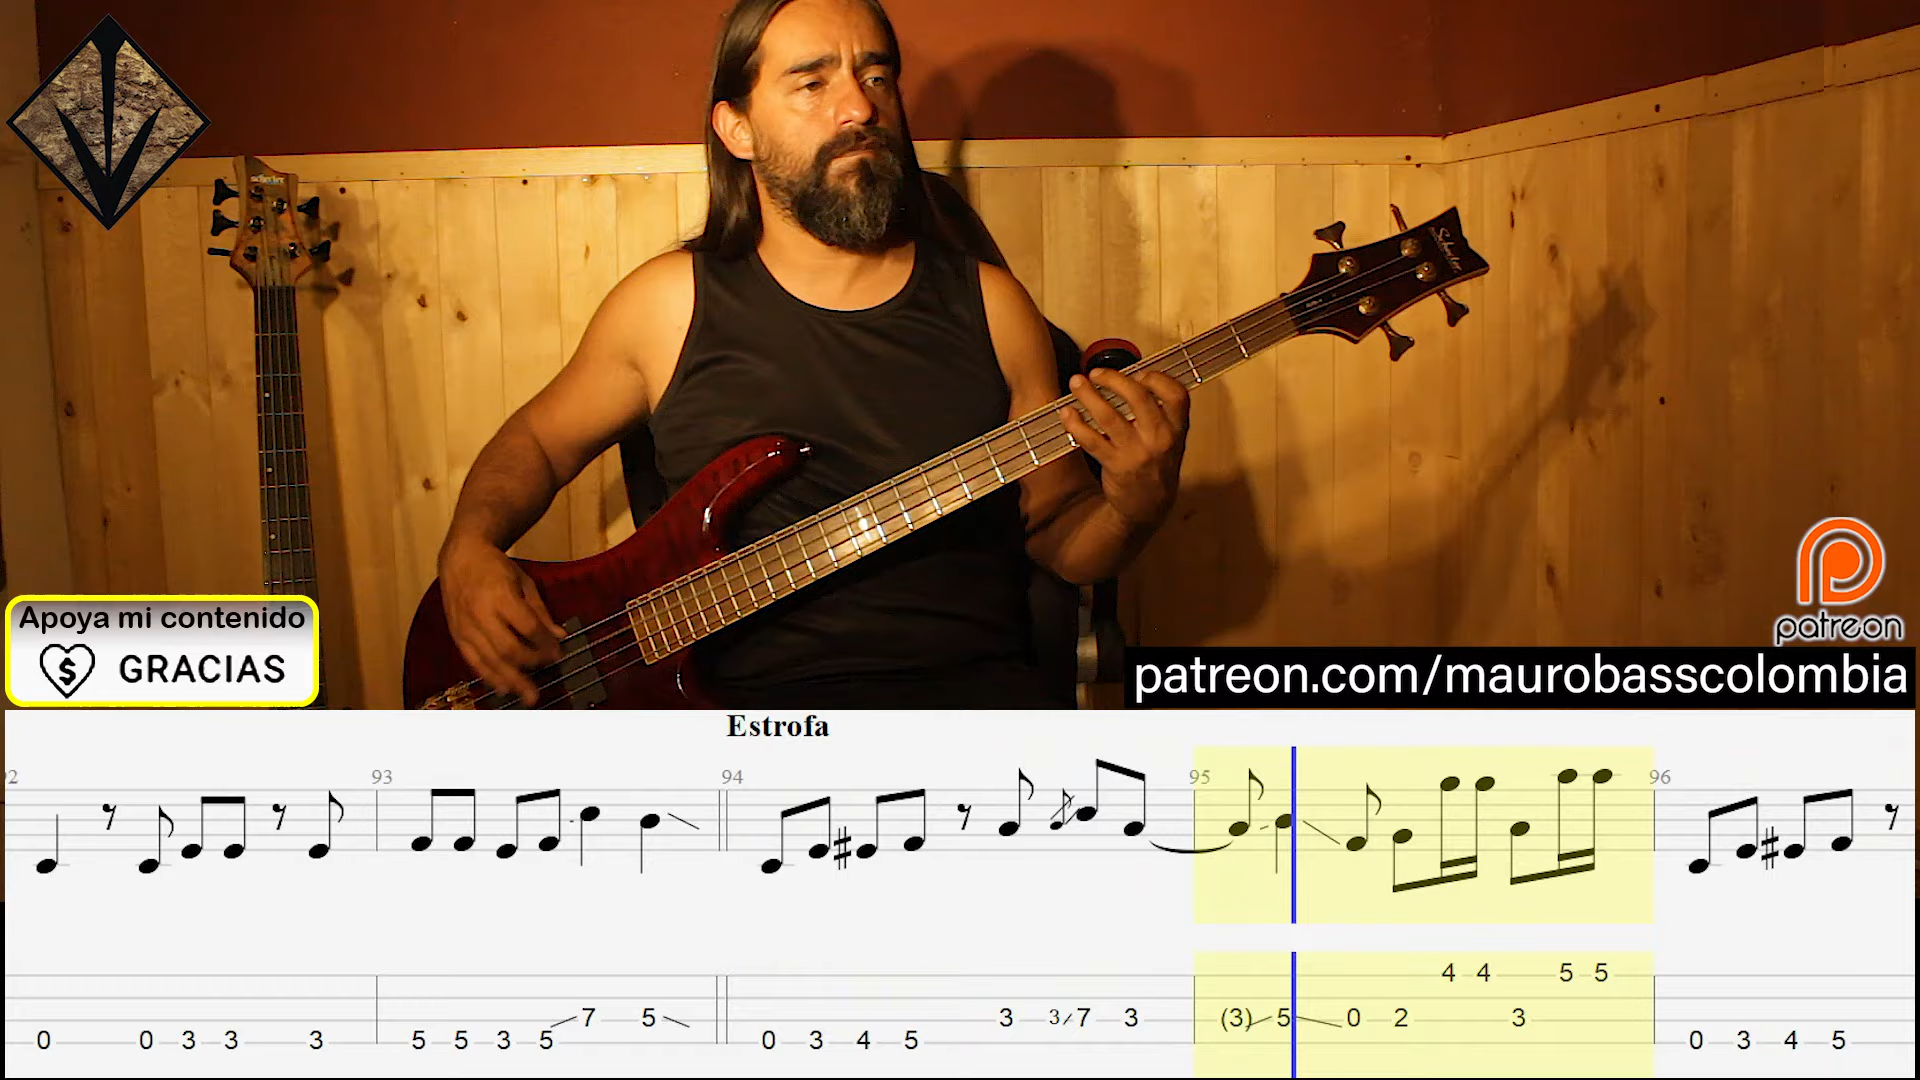 Schecter
Apoya mi contenido
$ GRACIAS
patreon
patreon.com/maurobasscolombia
Estrofa
93 94 95 96
4 4 5 5
7 5 3 3 7 3 (3) 5 0 2 3
0 0 3 3 3 5 5 3 5 0 3 4 5 0 3 4 5